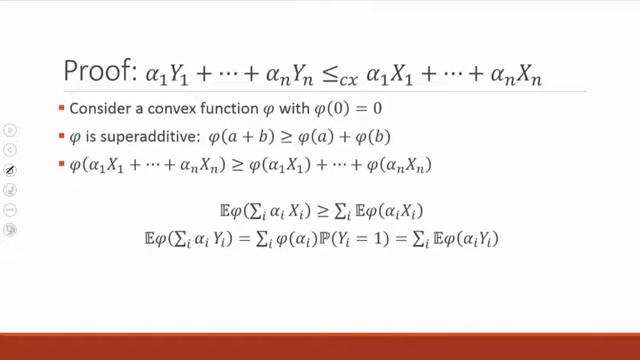 Proof: α₁Y₁ + ⋯ + αₙYₙ ≤cx α₁X₁ + ⋯ + αₙXₙ
▪ Consider a convex function φ with φ(0) = 0
▪ φ is superadditive: φ(a + b) ≥ φ(a) + φ(b)
▪ φ(α₁X₁ + ⋯ + αₙXₙ) ≥ φ(α₁X₁) + ⋯ + φ(αₙXₙ)
𝔼φ(∑ᵢ αᵢ Xᵢ) ≥ ∑ᵢ 𝔼φ(αᵢXᵢ)
𝔼φ(∑ᵢ αᵢ Yᵢ) = ∑ᵢ φ(αᵢ)ℙ(Yᵢ = 1) = ∑ᵢ 𝔼φ(αᵢYᵢ)